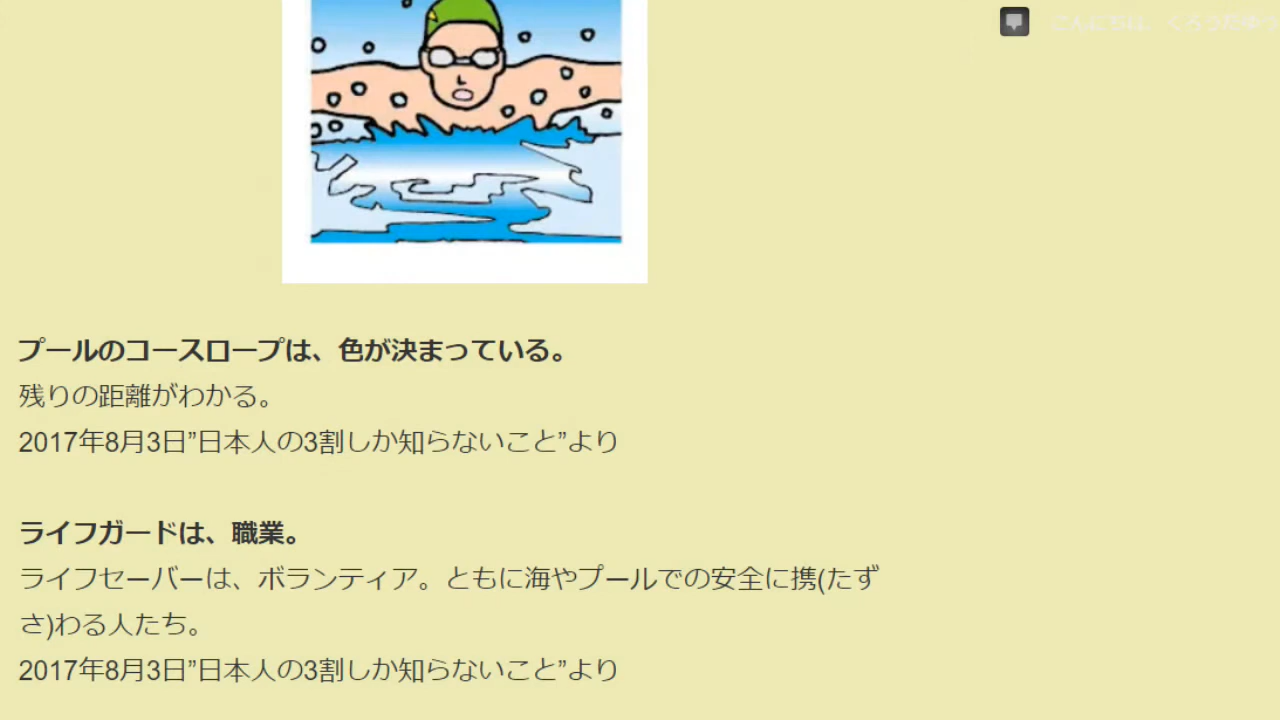 プールのコースロープは、色が決まっている。
残りの距離がわかる。
2017年8月3日”日本人の3割しか知らないこと”より
ライフガードは、職業。
ライフセーバーは、ボランティア。ともに海やプールでの安全に携(たず
さ)わる人たち。
2017年8月3日”日本人の3割しか知らないこと”より